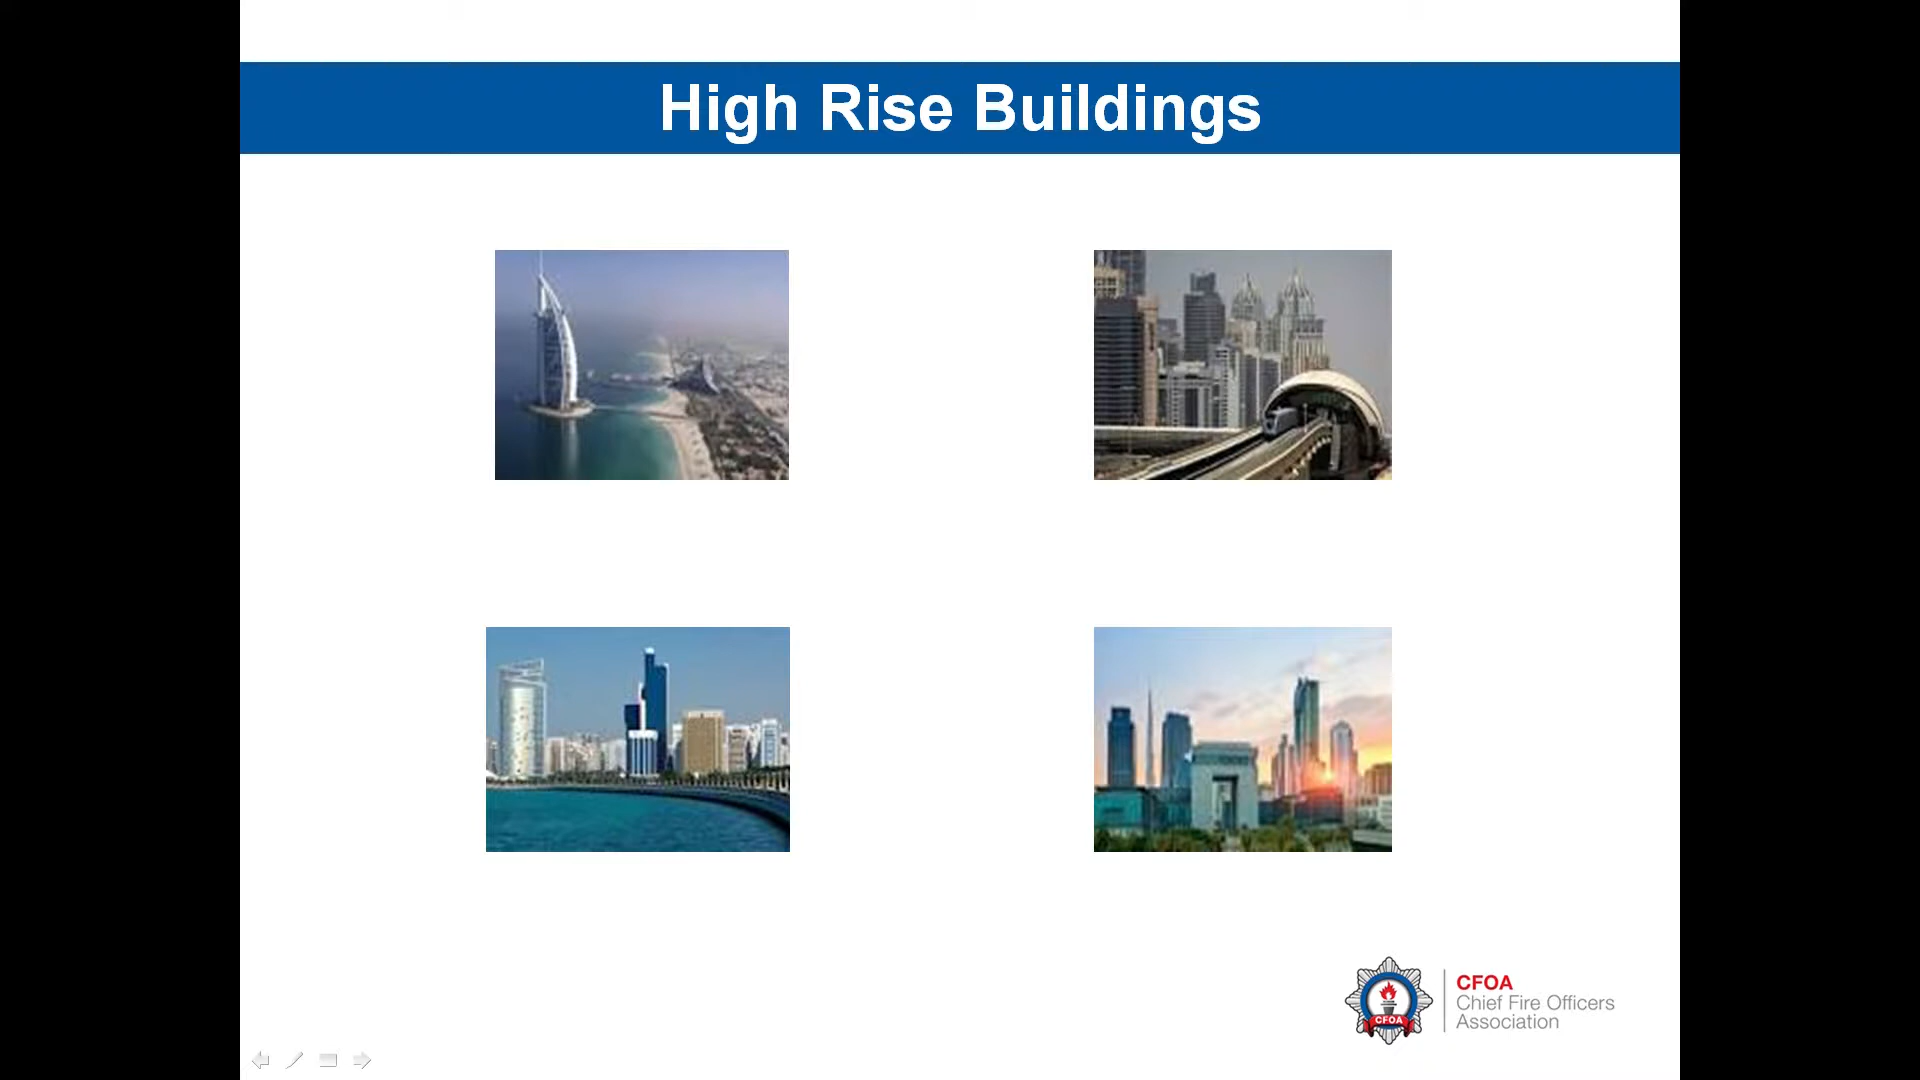 High Rise Buildings
CFOA
Chief Fire Officers
Association
CFOA